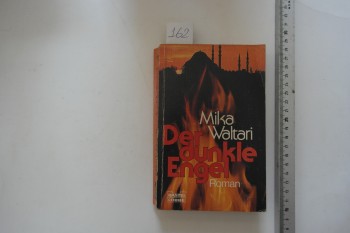 162
Mika
Waltari
Der
dunkle
Engel
Roman